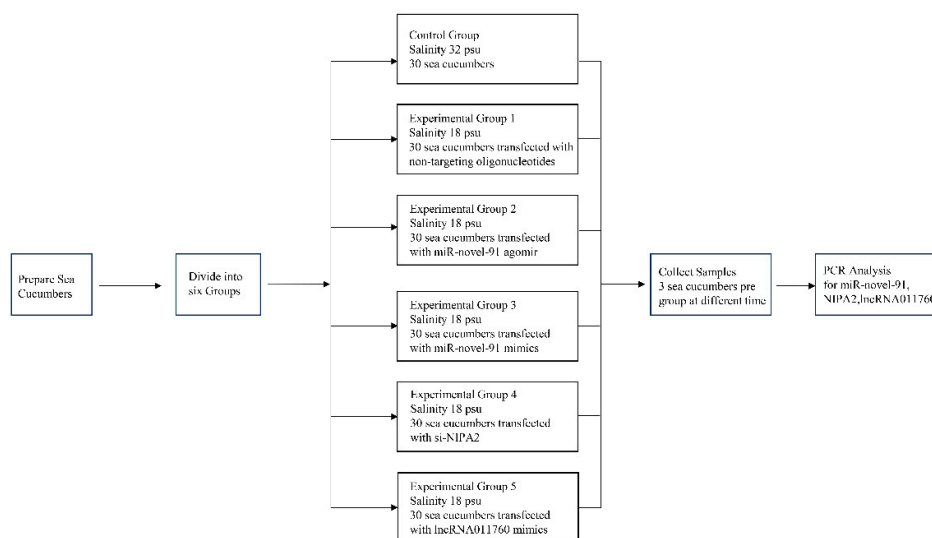 Prepare Sea
Cucumbers
Divide into
six Groups
Control Group
Salinity 32 psu
30 sea cucumbers
Experimental Group 1
Salinity 18 psu
30 sea cucumbers transfected with
non-targeting oligonucleotides
Experimental Group 2
Salinity 18 psu
30 sea cucumbers transfected
with miR-novel-91 agomir
Experimental Group 3
Salinity 18 psu
30 sea cucumbers transfected
with miR-novel-91 mimics
Experimental Group 4
Salinity 18 psu
30 sea cucumbers transfected
with si-NIPA2
Experimental Group 5
Salinity 18 psu
30 sea cucumbers transfected
with lncRNA011760 mimics
Collect Samples
3 sea cucumbers pre
group at different time
PCR Analysis
for miR-novel-91,
NIPA2,lncRNA011760